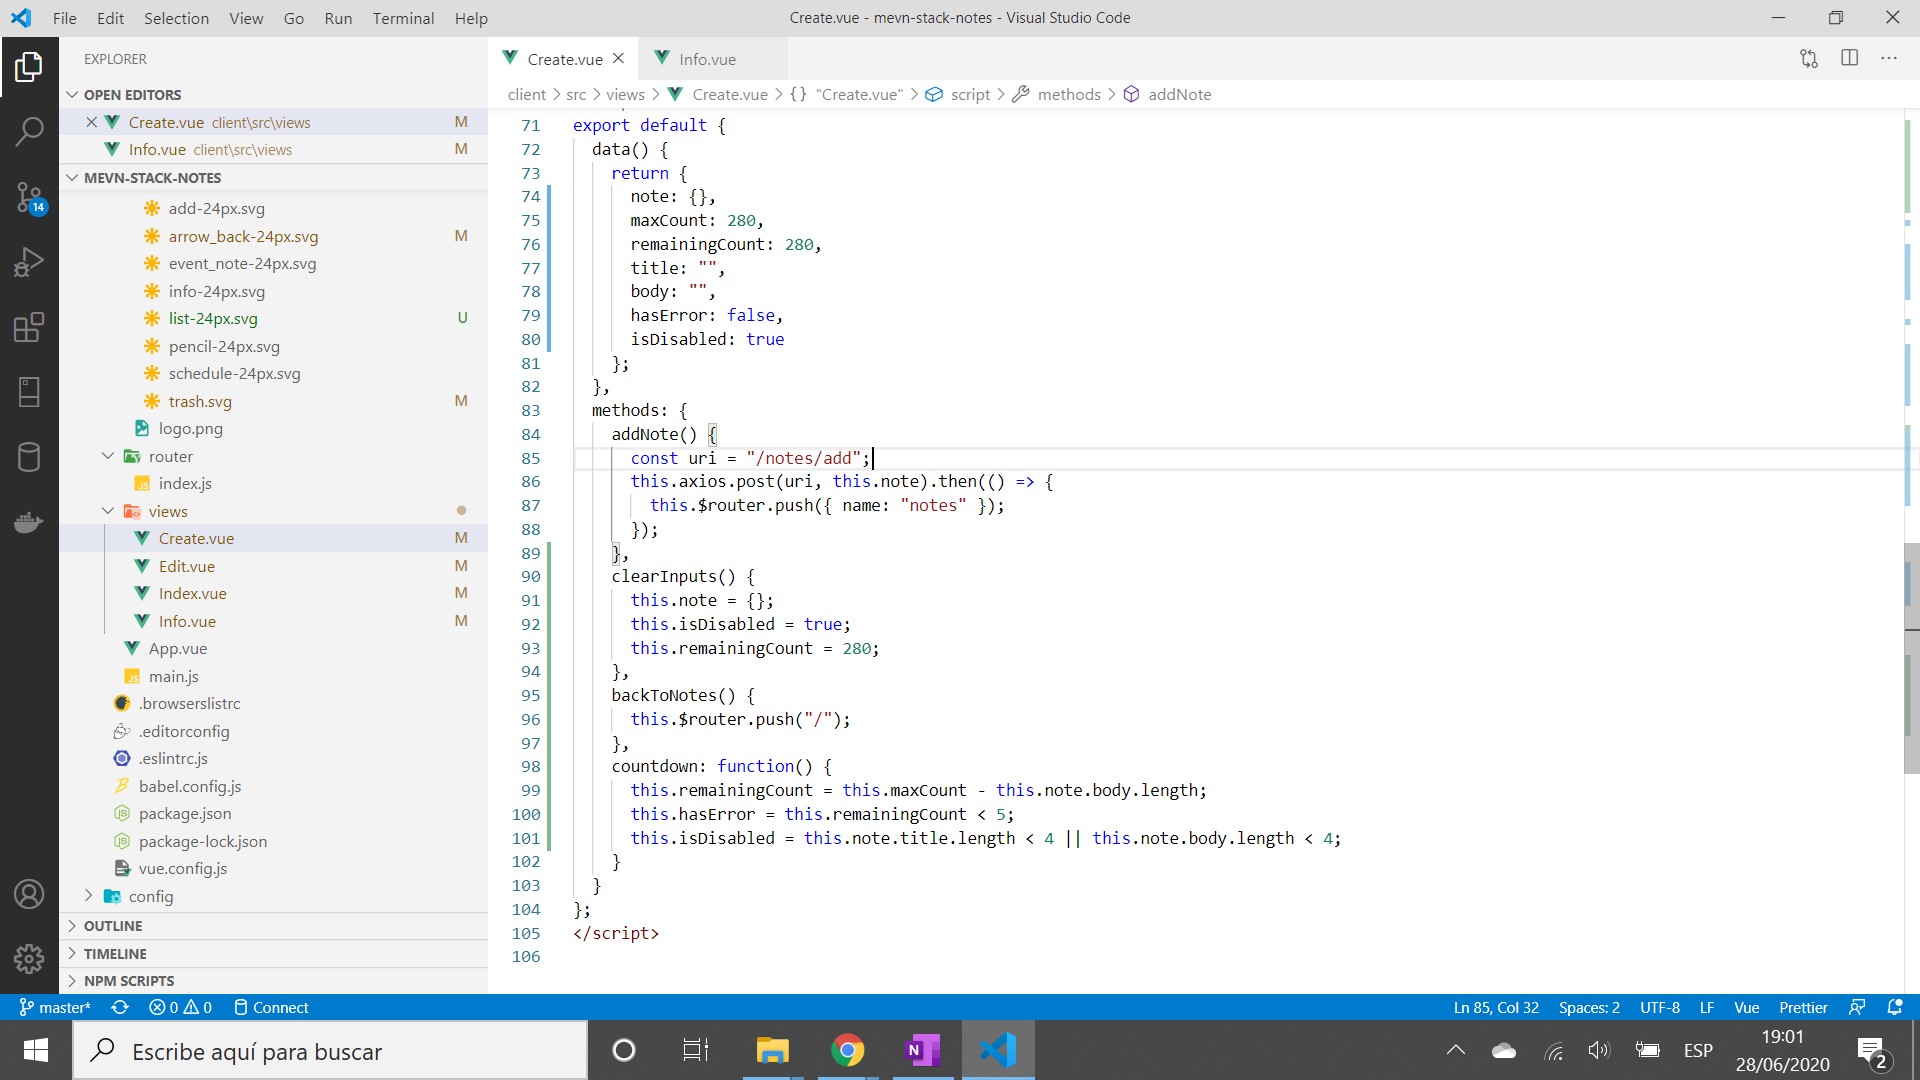 File Edit Selection View Go Run Terminal Help
Create.vue - mevn-stack-notes - Visual Studio Code
EXPLORER
OPEN EDITORS
Create.vue client\src\views M
Info.vue client\src\views M
MEVN-STACK-NOTES
add-24px.svg
arrow_back-24px.svg M
event_note-24px.svg
info-24px.svg
list-24px.svg U
pencil-24px.svg
schedule-24px.svg
trash.svg M
logo.png
router
JS index.js
views
Create.vue M
Edit.vue M
Index.vue M
Info.vue M
App.vue
JS main.js
.browserslistrc
.editorconfig
.eslintrc.js
babel.config.js
package.json
package-lock.json
vue.config.js
config
OUTLINE
TIMELINE
NPM SCRIPTS
14
Create.vue
Info.vue
client > src > views > Create.vue > {} "Create.vue" > script > methods > addNote
71 export default {
72 data() {
73 return {
74 note: {},
75 maxCount: 280,
76 remainingCount: 280,
77 title: "",
78 body: "",
79 hasError: false,
80 isDisabled: true
81 };
82 },
83 methods: {
84 addNote() {
85 const uri = "/notes/add";
86 this.axios.post(uri, this.note).then(() => {
87 this.$router.push({ name: "notes" });
88 });
89 },
90 clearInputs() {
91 this.note = {};
92 this.isDisabled = true;
93 this.remainingCount = 280;
94 },
95 backToNotes() {
96 this.$router.push("/");
97 },
98 countdown: function() {
99 this.remainingCount = this.maxCount - this.note.body.length;
100 this.hasError = this.remainingCount < 5;
101 this.isDisabled = this.note.title.length < 4 || this.note.body.length < 4;
102 }
103 }
104 };
105 </script>
106
master* 0 0 Connect
Ln 85, Col 32 Spaces: 2 UTF-8 LF Vue Prettier
Escribe aquí para buscar
N
ESP
19:01
28/06/2020
2